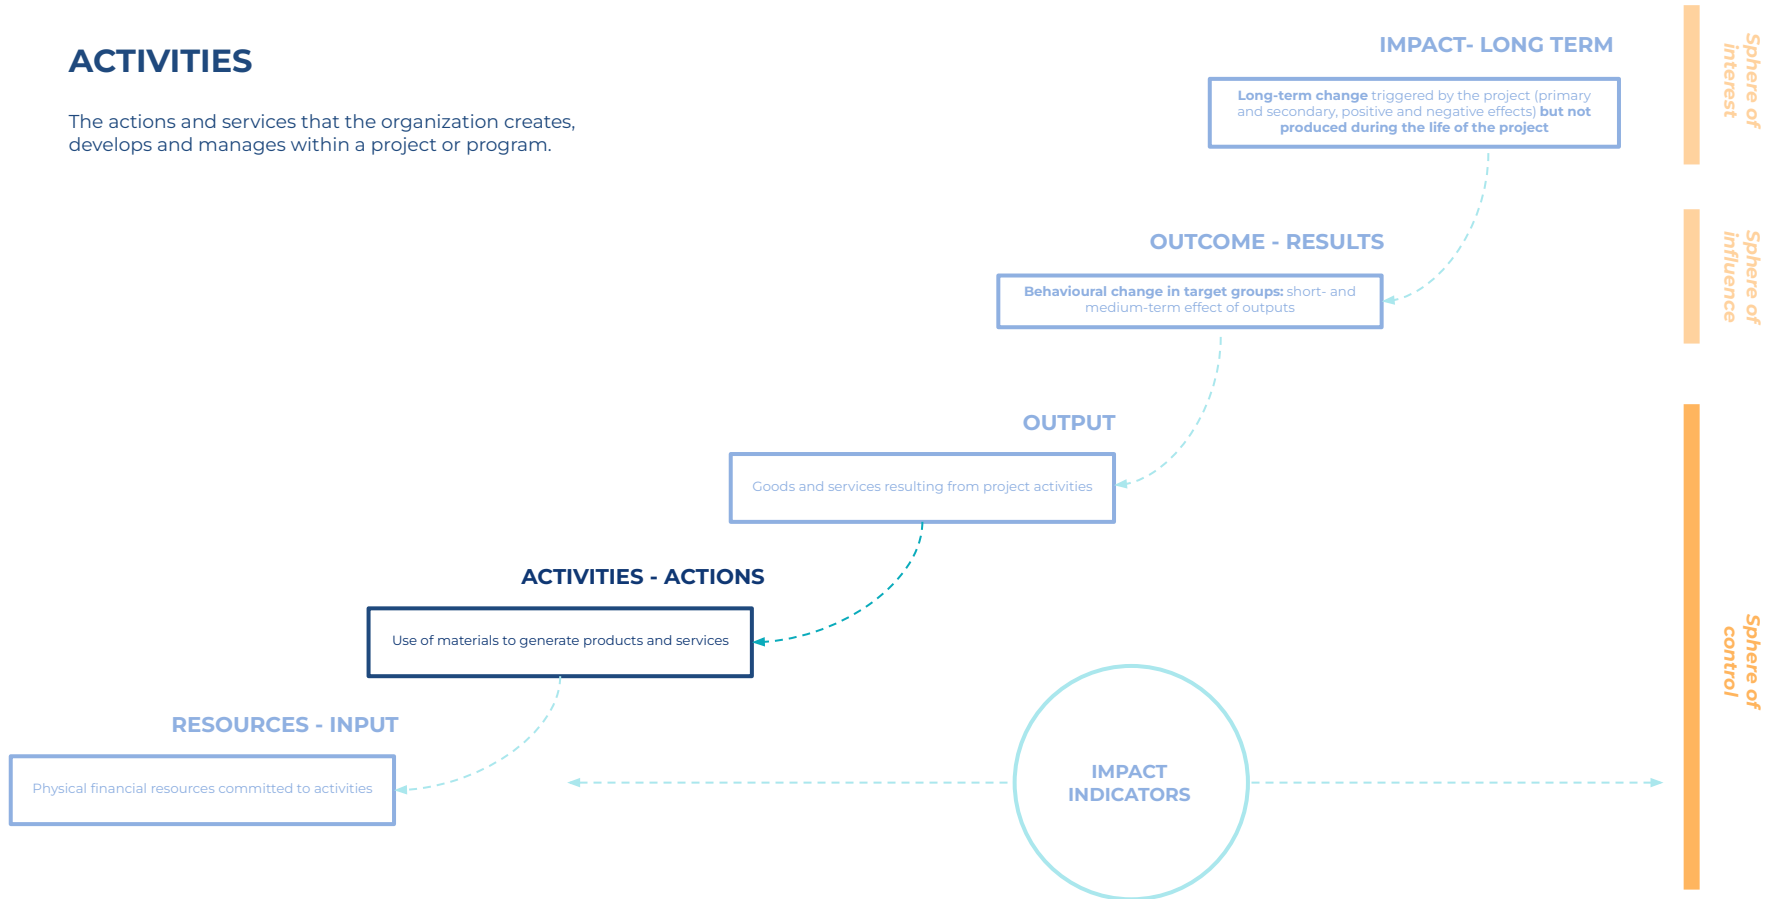 ACTIVITIES
The actions and services that the organization creates,
develops and manages within a project or program.
IMPACT- LONG TERM
Long-term change triggered by the project (primary
and secondary, positive and negative effects) but not
produced during the life of the project
Sphere of
interest
OUTCOME - RESULTS
Behavioural change in target groups: short- and
medium-term effect of outputs
Sphere of
influence
OUTPUT
Goods and services resulting from project activities
ACTIVITIES - ACTIONS
Use of materials to generate products and services
Sphere of
control
RESOURCES - INPUT
Physical financial resources committed to activities
IMPACT
INDICATORS